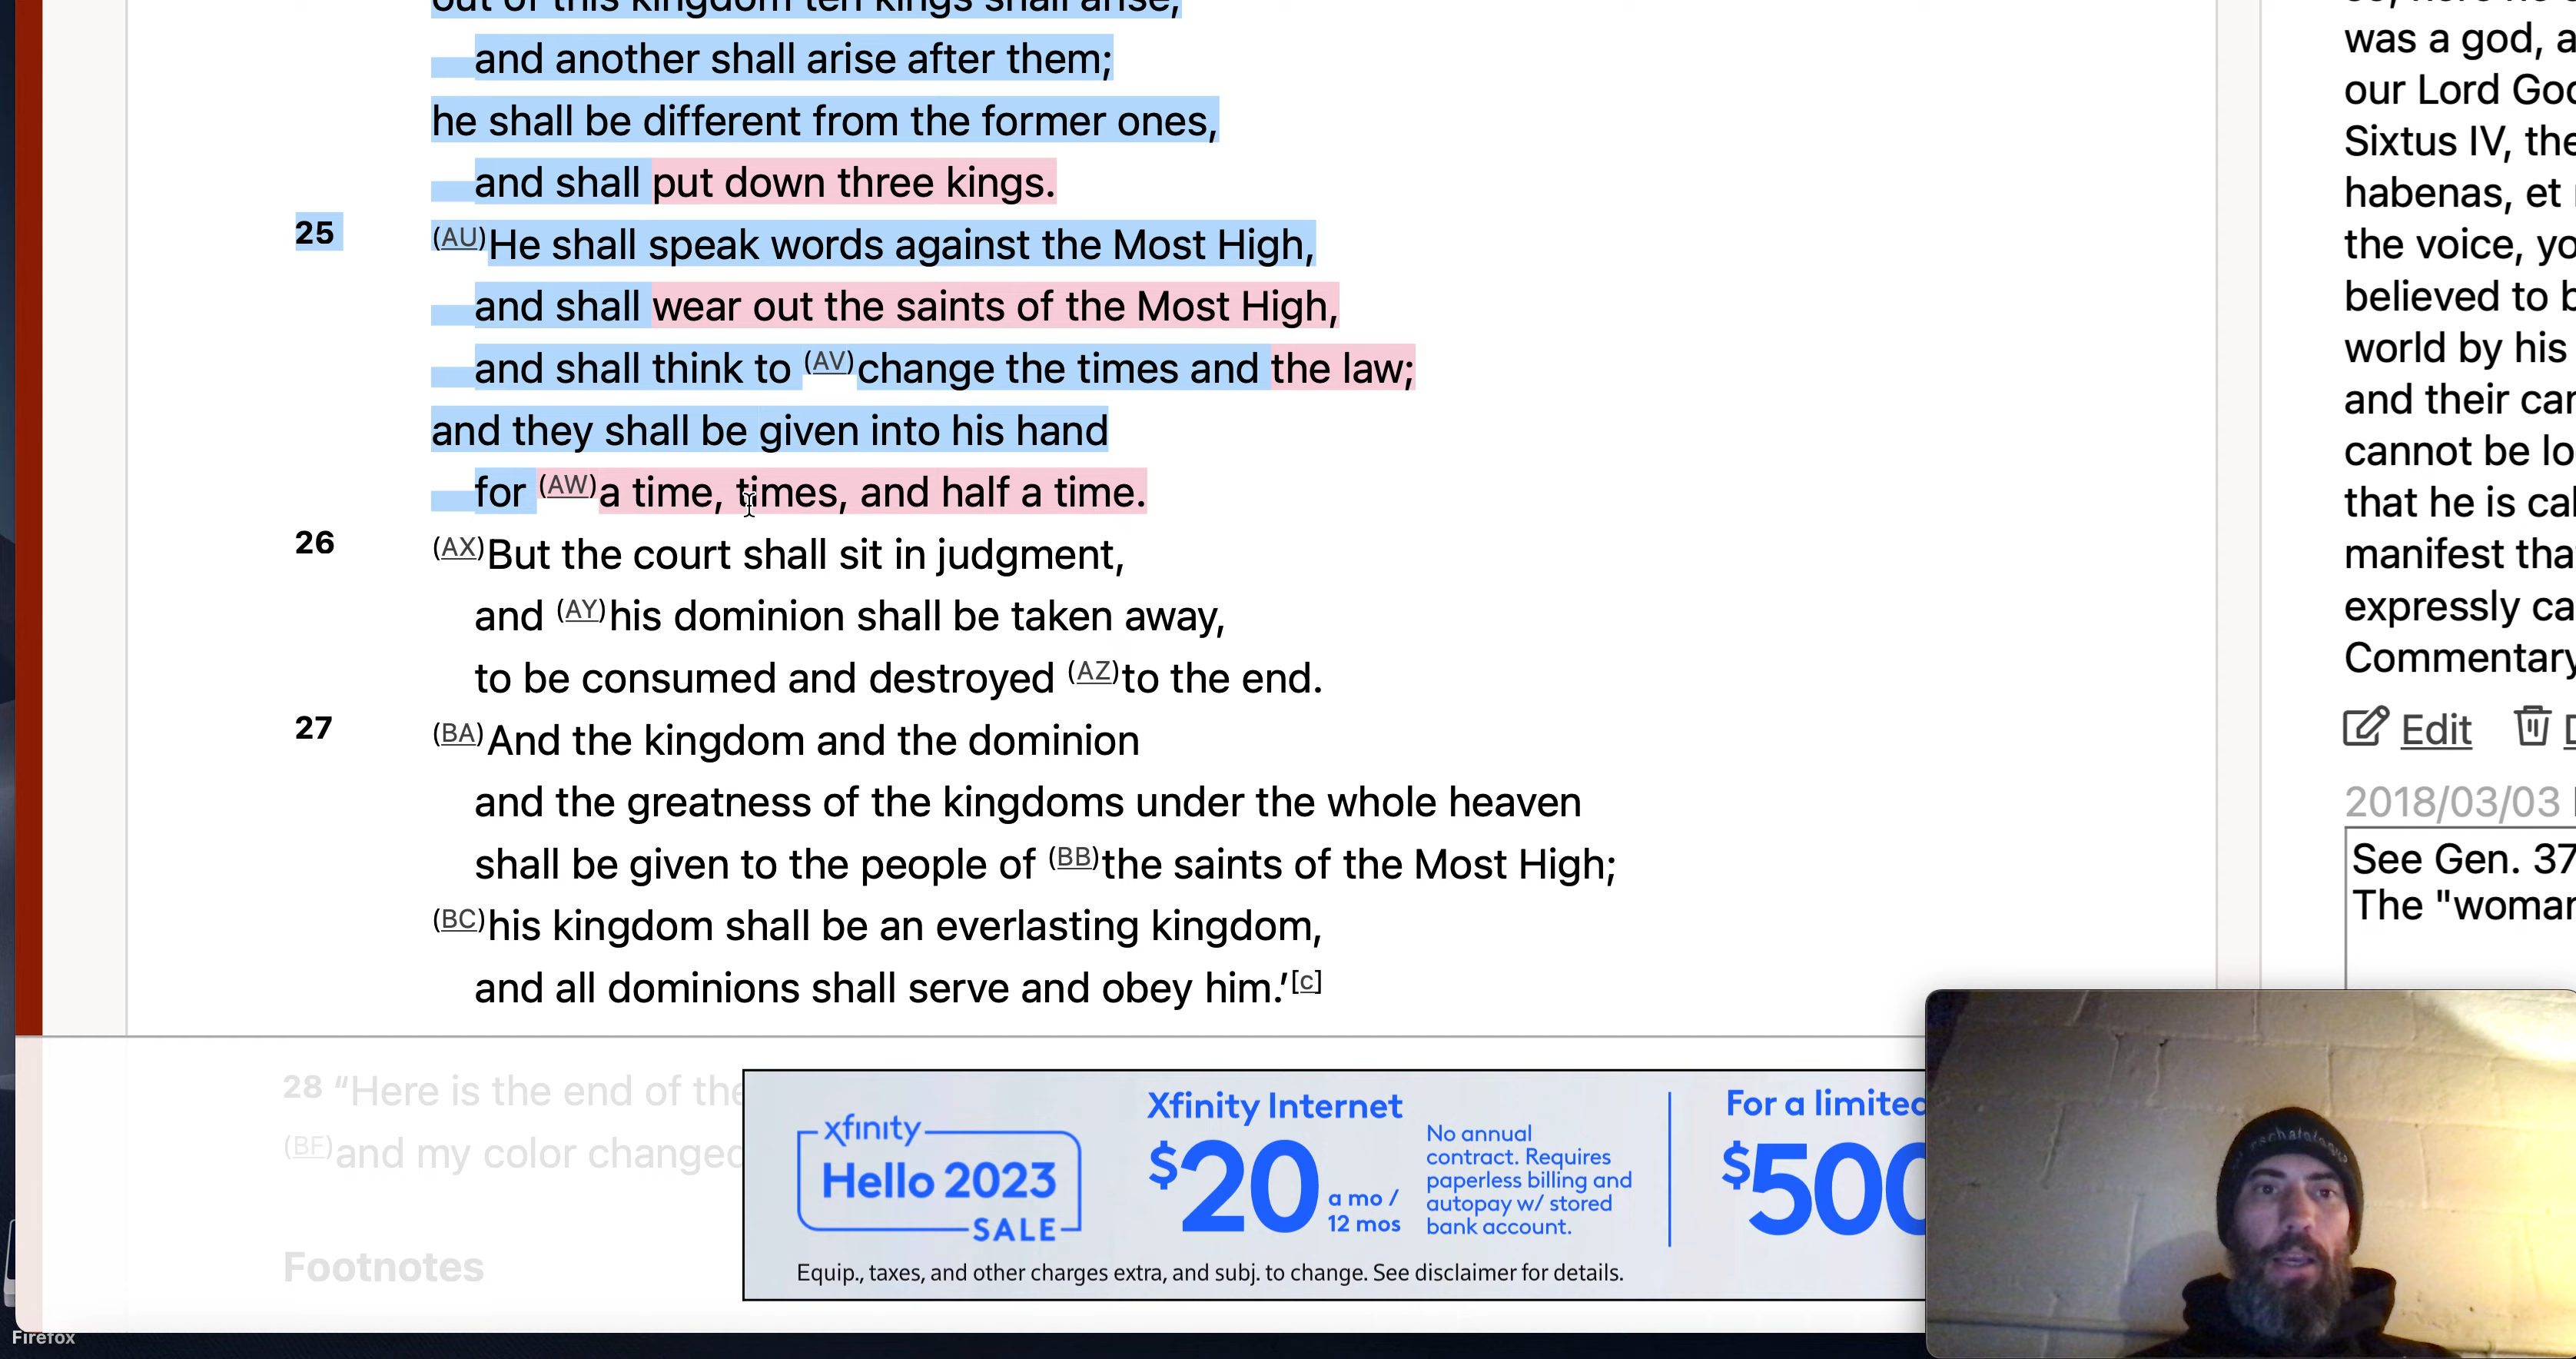 out of this kingdom ten kings shall arise,
and another shall arise after them;
he shall be different from the former ones,
and shall put down three kings.
25 (AU)He shall speak words against the Most High,
and shall wear out the saints of the Most High,
and shall think to (AV)change the times and the law;
and they shall be given into his hand
for (AW)a time, times, and half a time.
26 (AX)But the court shall sit in judgment,
and (AY)his dominion shall be taken away,
to be consumed and destroyed (AZ)to the end.
27 (BA)And the kingdom and the dominion
and the greatness of the kingdoms under the whole heaven
shall be given to the people of (BB)the saints of the Most High;
(BC)his kingdom shall be an everlasting kingdom,
and all dominions shall serve and obey him.’[c]
28 “Here is the end of the
(BF)and my color changed
Footnotes
was a god, a
our Lord God
Sixtus IV, the
habenas, et
the voice, yo
believed to b
world by his
and their can
cannot be lo
that he is cal
manifest tha
expressly ca
Commentary
Edit
2018/03/03
See Gen. 37
The "woman
xfinity
Hello 2023
SALE
Xfinity Internet
$20 a mo /
12 mos
No annual
contract. Requires
paperless billing and
autopay w/ stored
bank account.
For a limited
$500
Equip., taxes, and other charges extra, and subj. to change. See disclaimer for details.
Firefox